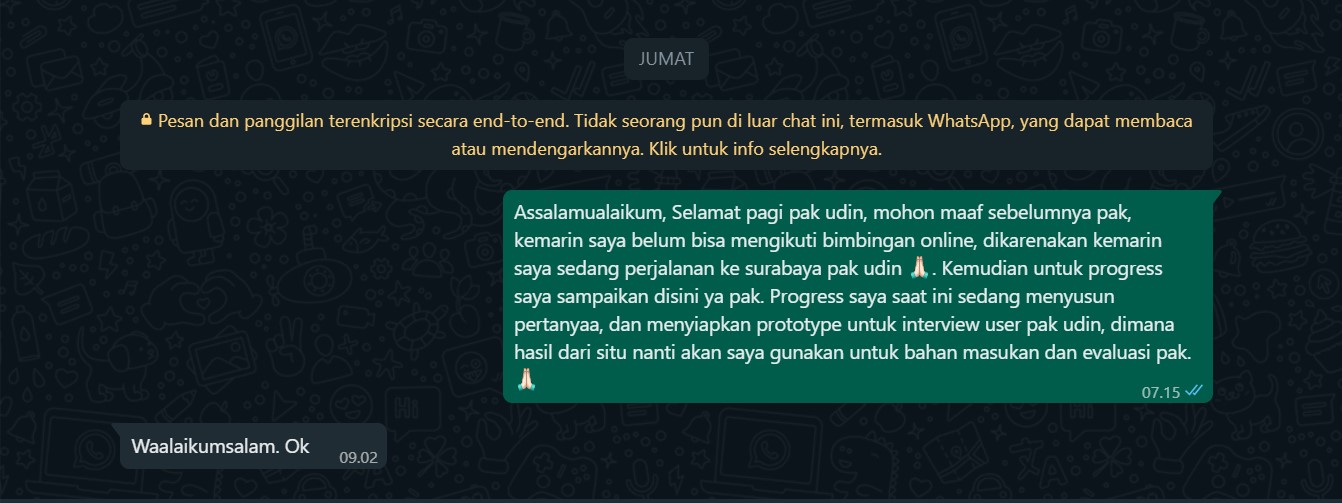 JUMAT
Pesan dan panggilan terenkripsi secara end-to-end. Tidak seorang pun di luar chat ini, termasuk WhatsApp, yang dapat membaca
atau mendengarkannya. Klik untuk info selengkapnya.
Assalamualaikum, Selamat pagi pak udin, mohon maaf sebelumnya pak,
kemarin saya belum bisa mengikuti bimbingan online, dikarenakan kemarin
saya sedang perjalanan ke surabaya pak udin 🙏🏻. Kemudian untuk progress
saya sampaikan disini ya pak. Progress saya saat ini sedang menyusun
pertanyaa, dan menyiapkan prototype untuk interview user pak udin, dimana
hasil dari situ nanti akan saya gunakan untuk bahan masukan dan evaluasi pak.
🙏🏻
07.15
Waalaikumsalam. Ok
09.02